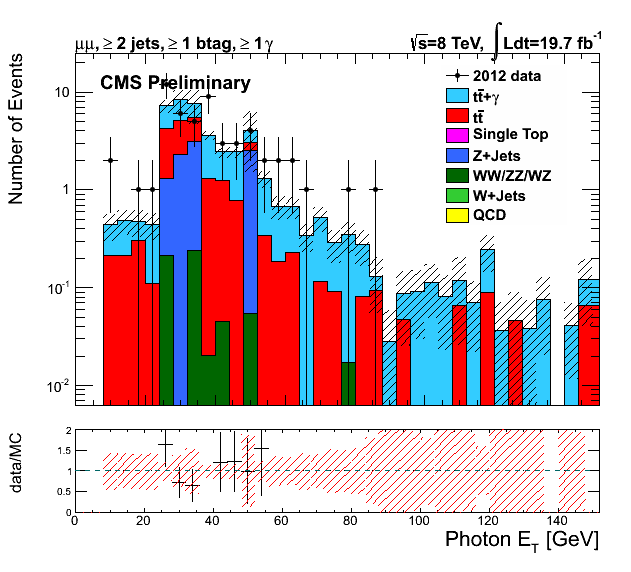 μμ, ≥ 2 jets, ≥ 1 btag, ≥ 1 γ
√s=8 TeV, ∫ Ldt=19.7 fb⁻¹
CMS Preliminary
2012 data
tt̄+γ
tt̄
Single Top
Z+Jets
WW/ZZ/WZ
W+Jets
QCD
Number of Events
10
1
10⁻¹
10⁻²
data/MC
2
1.5
1
0.5
0
0 20 40 60 80 100 120 140
Photon E_T [GeV]